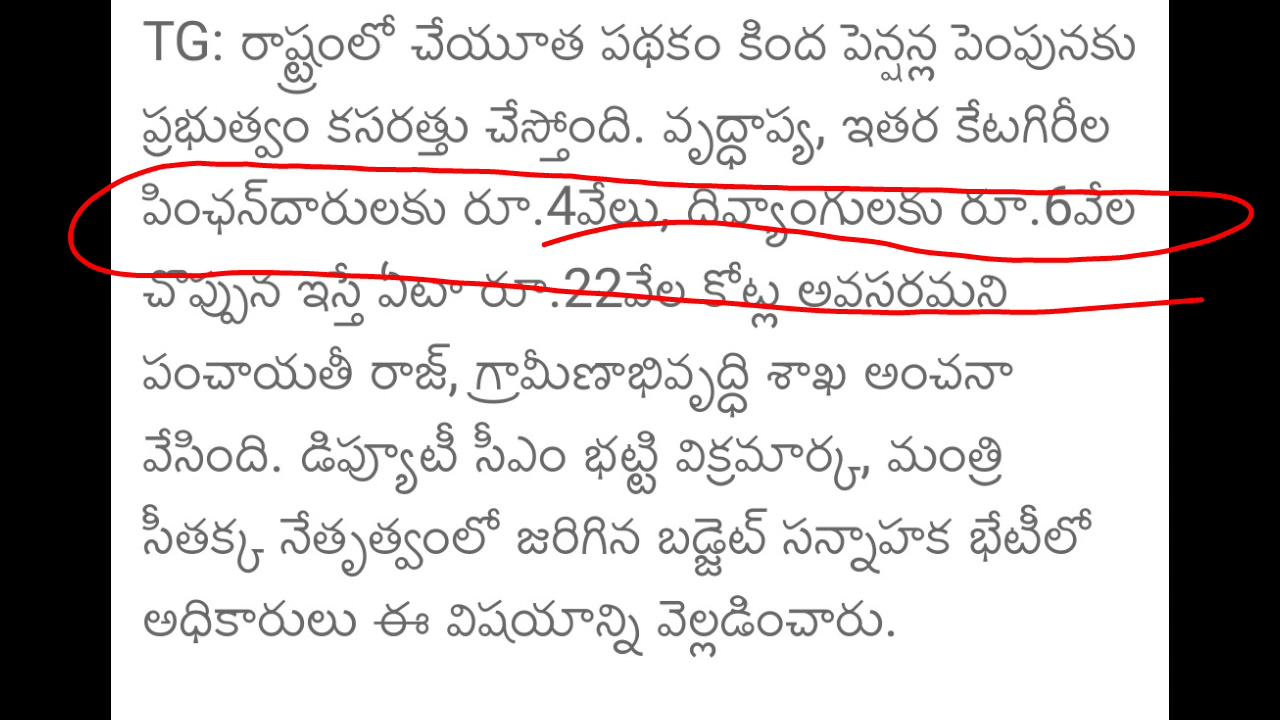 TG: రాష్ట్రంలో చేయూత పథకం కింద పెన్షన్ల పెంపునకు
ప్రభుత్వం కసరత్తు చేస్తోంది. వృద్ధాప్య, ఇతర కేటగిరీల
పింఛన్‌దారులకు రూ.4వేలు, దివ్యాంగులకు రూ.6వేల
చొప్పున ఇస్తే ఏటా రూ.22వేల కోట్ల అవసరమని
పంచాయతీ రాజ్, గ్రామీణాభివృద్ధి శాఖ అంచనా
వేసింది. డిప్యూటీ సీఎం భట్టి విక్రమార్క, మంత్రి
సీతక్క నేతృత్వంలో జరిగిన బడ్జెట్ సన్నాహక భేటీలో
అధికారులు ఈ విషయాన్ని వెల్లడించారు.